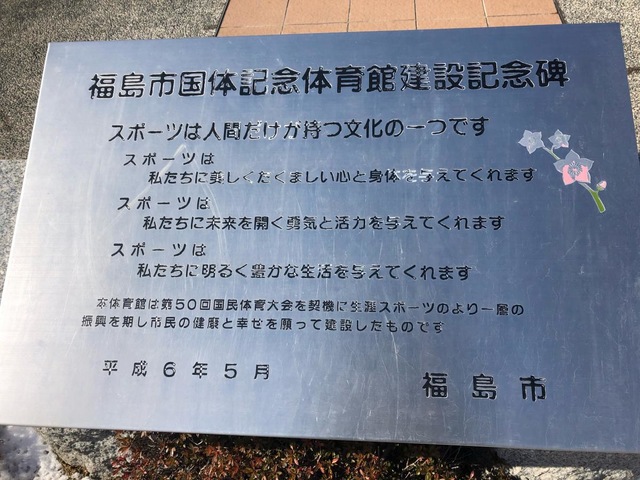 福島市国体記念体育館建設記念碑
スポーツは人間だけが持つ文化の一つです
スポーツは
私たちに美しくたくましい心と身体を与えてくれます
スポーツは
私たちに未来を開く勇気と活力を与えてくれます
スポーツは
私たちに明るく豊かな生活を与えてくれます
本体育館は第50回国民体育大会を契機に生涯スポーツのより一層の
振興を期し市民の健康と幸せを願って建設したものです
平成6年5月
福島市